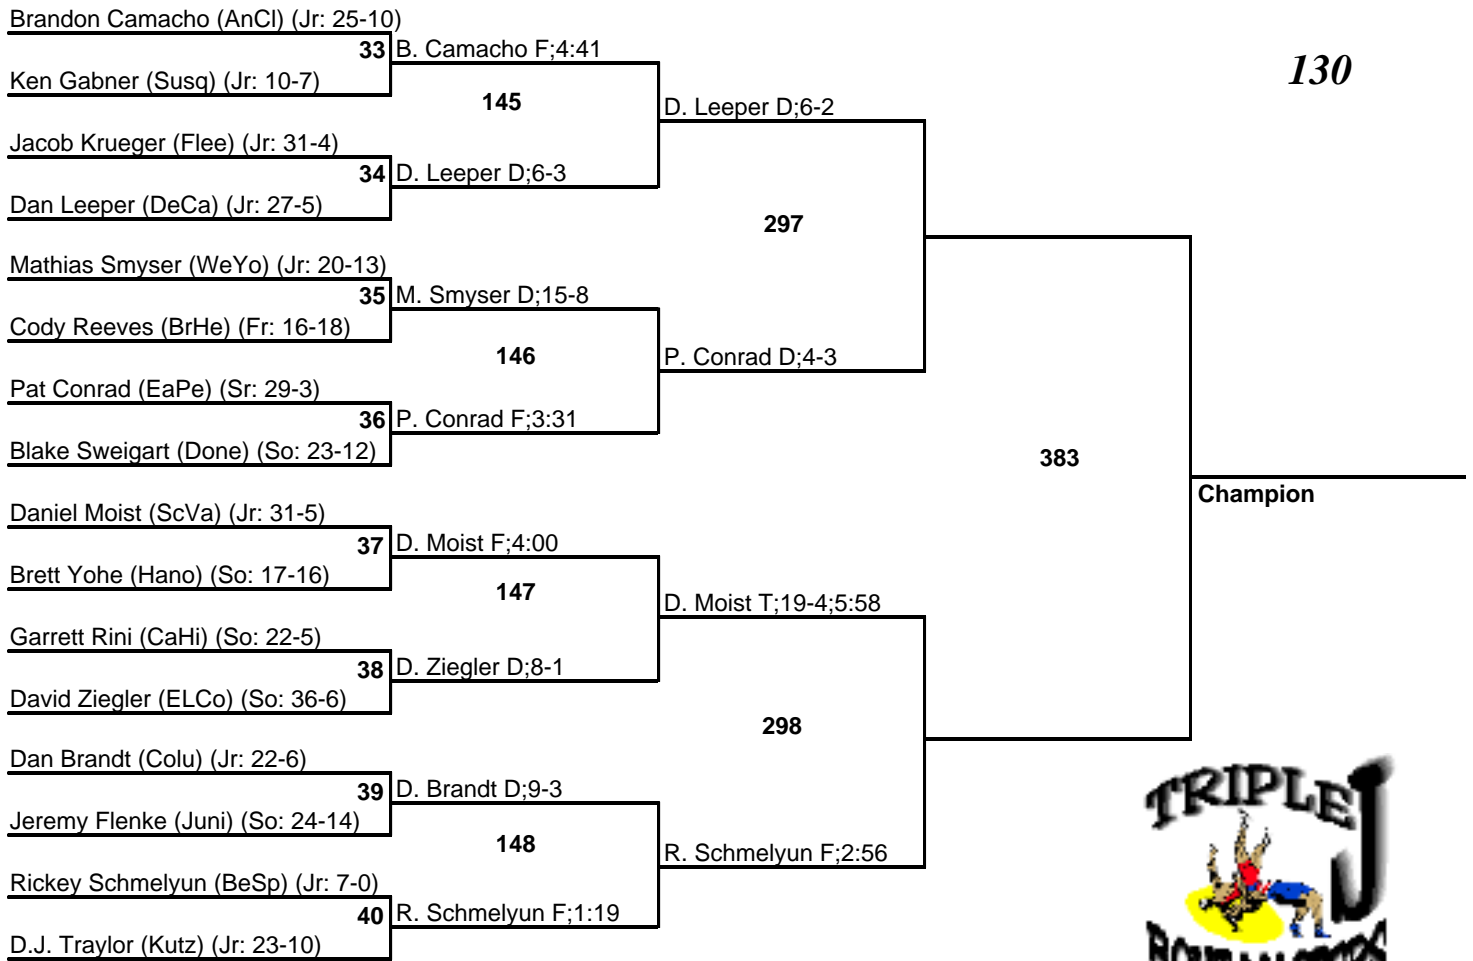 Brandon Camacho (AnCl) (Jr: 25-10)
33 B. Camacho F;4:41
130
Ken Gabner (Susq) (Jr: 10-7)
145
D. Leeper D;6-2
Jacob Krueger (Flee) (Jr: 31-4)
34 D. Leeper D;6-3
Dan Leeper (DeCa) (Jr: 27-5)
297
Mathias Smyser (WeYo) (Jr: 20-13)
35 M. Smyser D;15-8
Cody Reeves (BrHe) (Fr: 16-18)
146
P. Conrad D;4-3
Pat Conrad (EaPe) (Sr: 29-3)
36 P. Conrad F;3:31
Blake Sweigart (Done) (So: 23-12)
383
Champion
Daniel Moist (ScVa) (Jr: 31-5)
37 D. Moist F;4:00
Brett Yohe (Hano) (So: 17-16)
147
D. Moist T;19-4;5:58
Garrett Rini (CaHi) (So: 22-5)
38 D. Ziegler D;8-1
David Ziegler (ELCo) (So: 36-6)
298
Dan Brandt (Colu) (Jr: 22-6)
39 D. Brandt D;9-3
Jeremy Flenke (Juni) (So: 24-14)
148
R. Schmelyun F;2:56
Rickey Schmelyun (BeSp) (Jr: 7-0)
40 R. Schmelyun F;1:19
D.J. Traylor (Kutz) (Jr: 23-10)
TRIPLE J